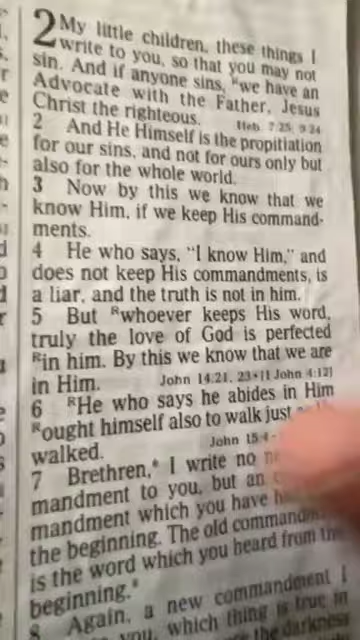 2 My little children, these things I
write to you, so that you may not
sin. And if anyone sins, ᴿwe have an
Advocate with the Father, Jesus
Christ the righteous. Heb. 7:25; 9:24
2 And He Himself is the propitiation
for our sins, and not for ours only but
also for the whole world.
3 Now by this we know that we
know Him, if we keep His command-
ments.
4 He who says, "I know Him," and
does not keep His commandments, is
a liar, and the truth is not in him.
5 But ᴿwhoever keeps His word,
truly the love of God is perfected
ᴿin him. By this we know that we are
in Him. John 14:21, 23•[1 John 4:12]
6 ᴿHe who says he abides in Him
ᴿought himself also to walk just
walked. John 15:4
7 Brethren,* I write no
mandment to you, but an
mandment which you have
the beginning. The old
is the word which you heard from
beginning.*
8 Again, a new commandment I
you, which thing is true in
the darkness